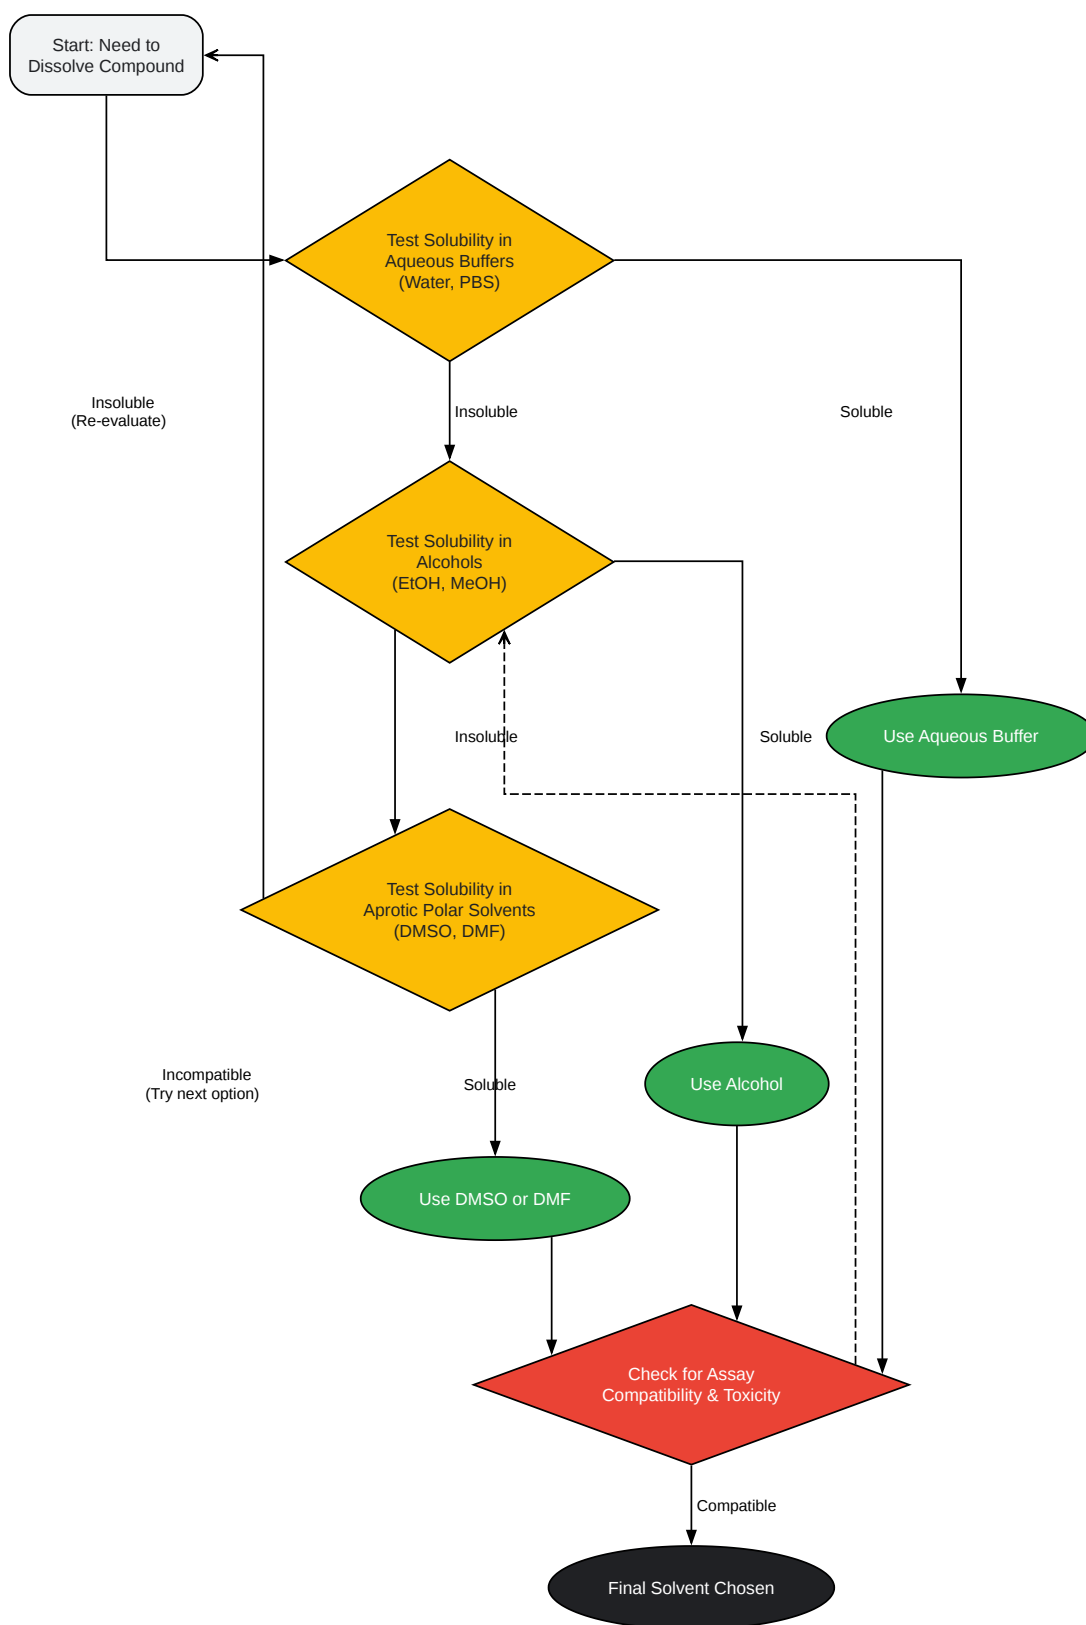 Start: Need to
Dissolve Compound
Test Solubility in
Aqueous Buffers
(Water, PBS)
Insoluble
(Re-evaluate)
Insoluble
Soluble
Test Solubility in
Alcohols
(EtOH, MeOH)
Insoluble
Soluble
Use Aqueous Buffer
Test Solubility in
Aprotic Polar Solvents
(DMSO, DMF)
Incompatible
(Try next option)
Soluble
Use Alcohol
Use DMSO or DMF
Check for Assay
Compatibility & Toxicity
Compatible
Final Solvent Chosen